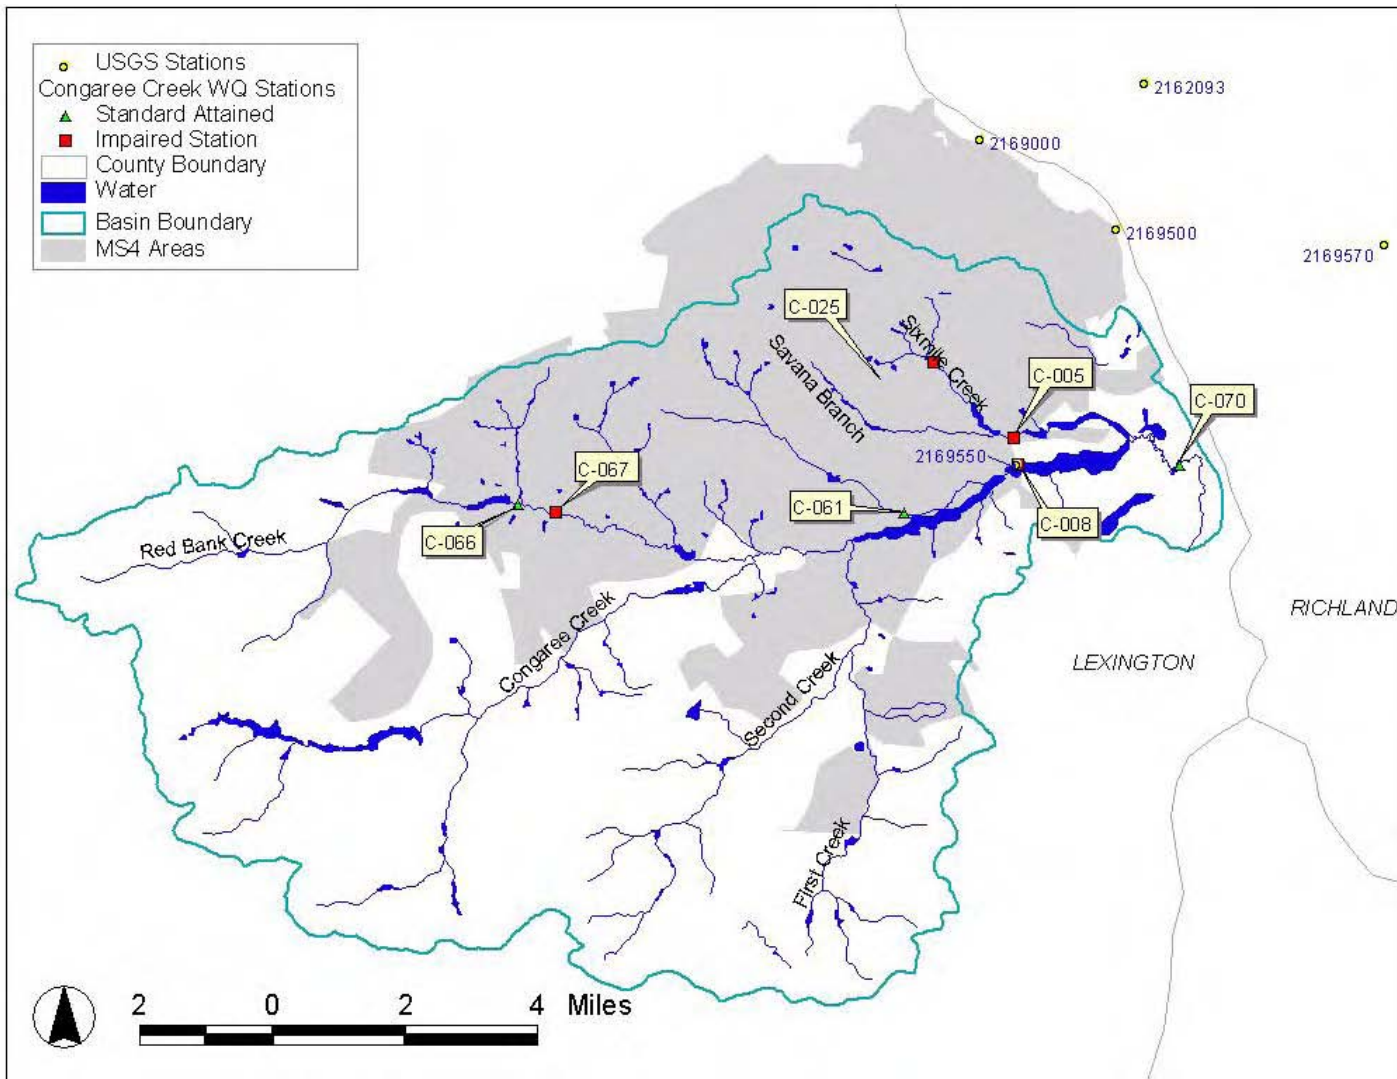 USGS Stations
Congaree Creek WQ Stations
Standard Attained
Impaired Station
County Boundary
Water
Basin Boundary
MS4 Areas
2162093
2169000
2169500
2169570
C-025
Sixmile Creek
Savana Branch
C-005
C-070
2169550
C-067
C-061
C-008
C-066
Red Bank Creek
Congaree Creek
Second Creek
First Creek
RICHLAND
LEXINGTON
2 0 2 4 Miles